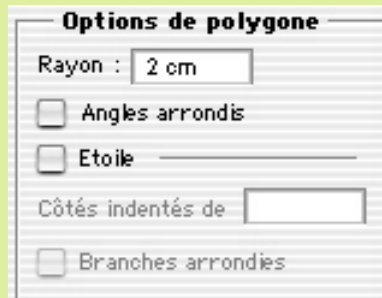 Options de polygone
Rayon : 2 cm
Angles arrondis
Etoile
Côtés indentés de
Branches arrondies